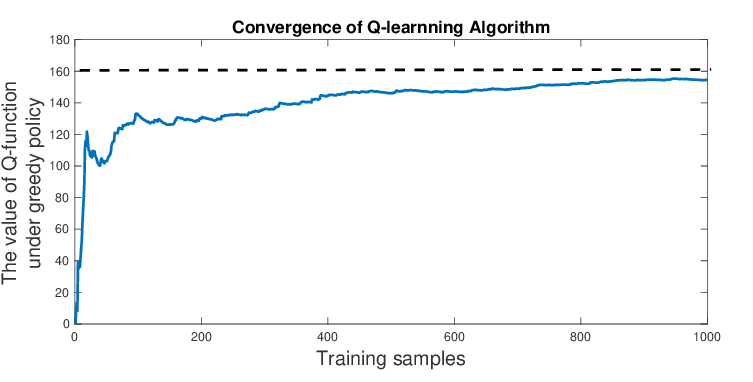 Convergence of Q-learnning Algorithm
180
160
140
120
100
80
60
40
20
0
The value of Q-function
under greedy policy
0 200 400 600 800 1000
Training samples